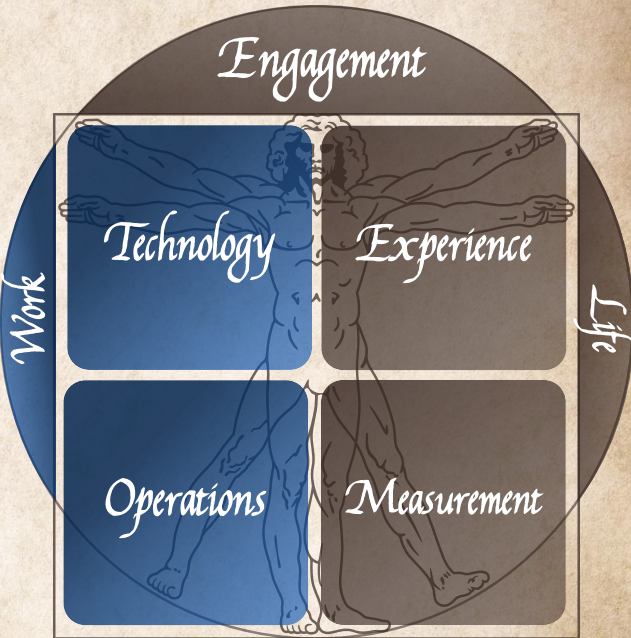 Engagement
Technology
Experience
Work
Life
Operations
Measurement